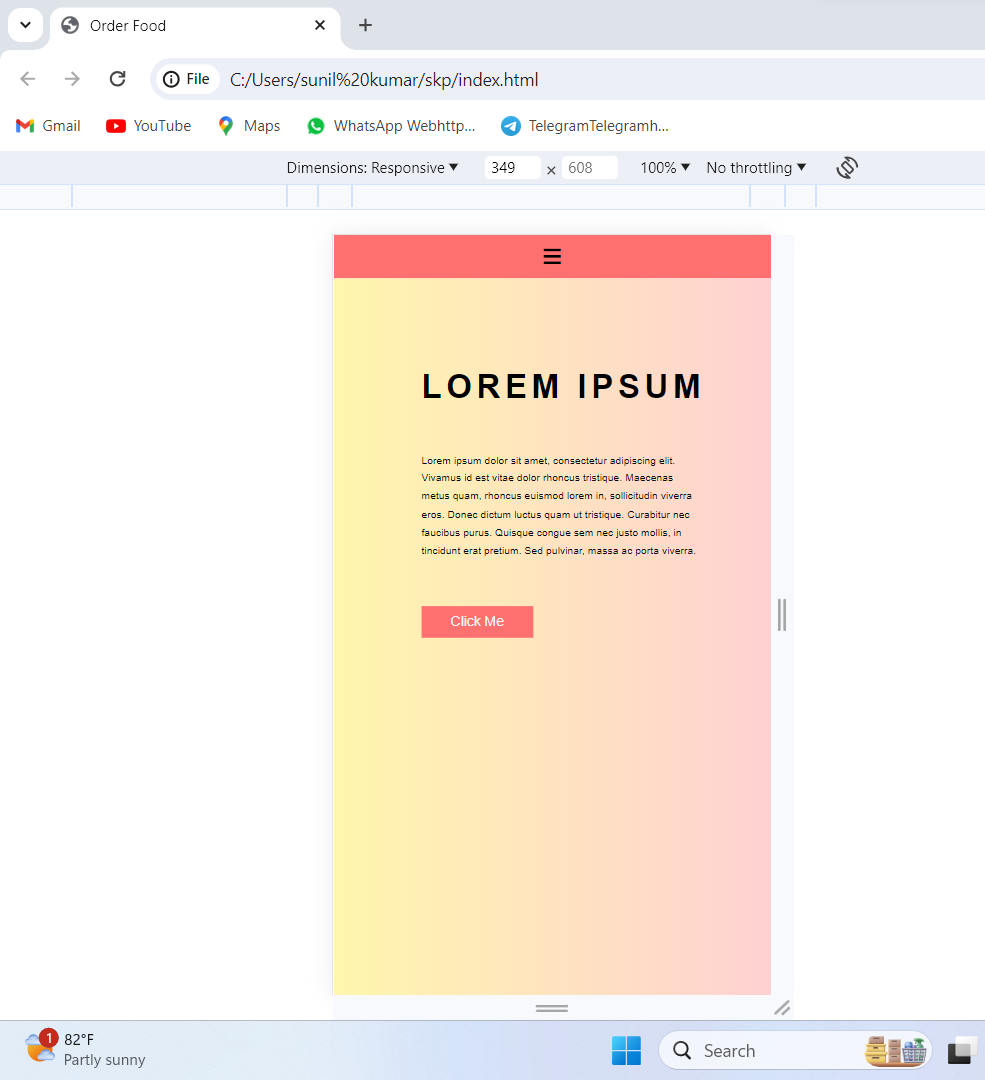 Order Food
File C:/Users/sunil%20kumar/skp/index.html
Gmail YouTube Maps WhatsApp Webhttp... TelegramTelegramh...
Dimensions: Responsive 349 × 608 100% No throttling
LOREM IPSUM
Lorem ipsum dolor sit amet, consectetur adipiscing elit.
Vivamus id est vitae dolor rhoncus tristique. Maecenas
metus quam, rhoncus euismod lorem in, sollicitudin viverra
eros. Donec dictum luctus quam ut tristique. Curabitur nec
faucibus purus. Quisque congue sem nec justo mollis, in
tincidunt erat pretium. Sed pulvinar, massa ac porta viverra.
Click Me
1 82°F
Partly sunny
Search